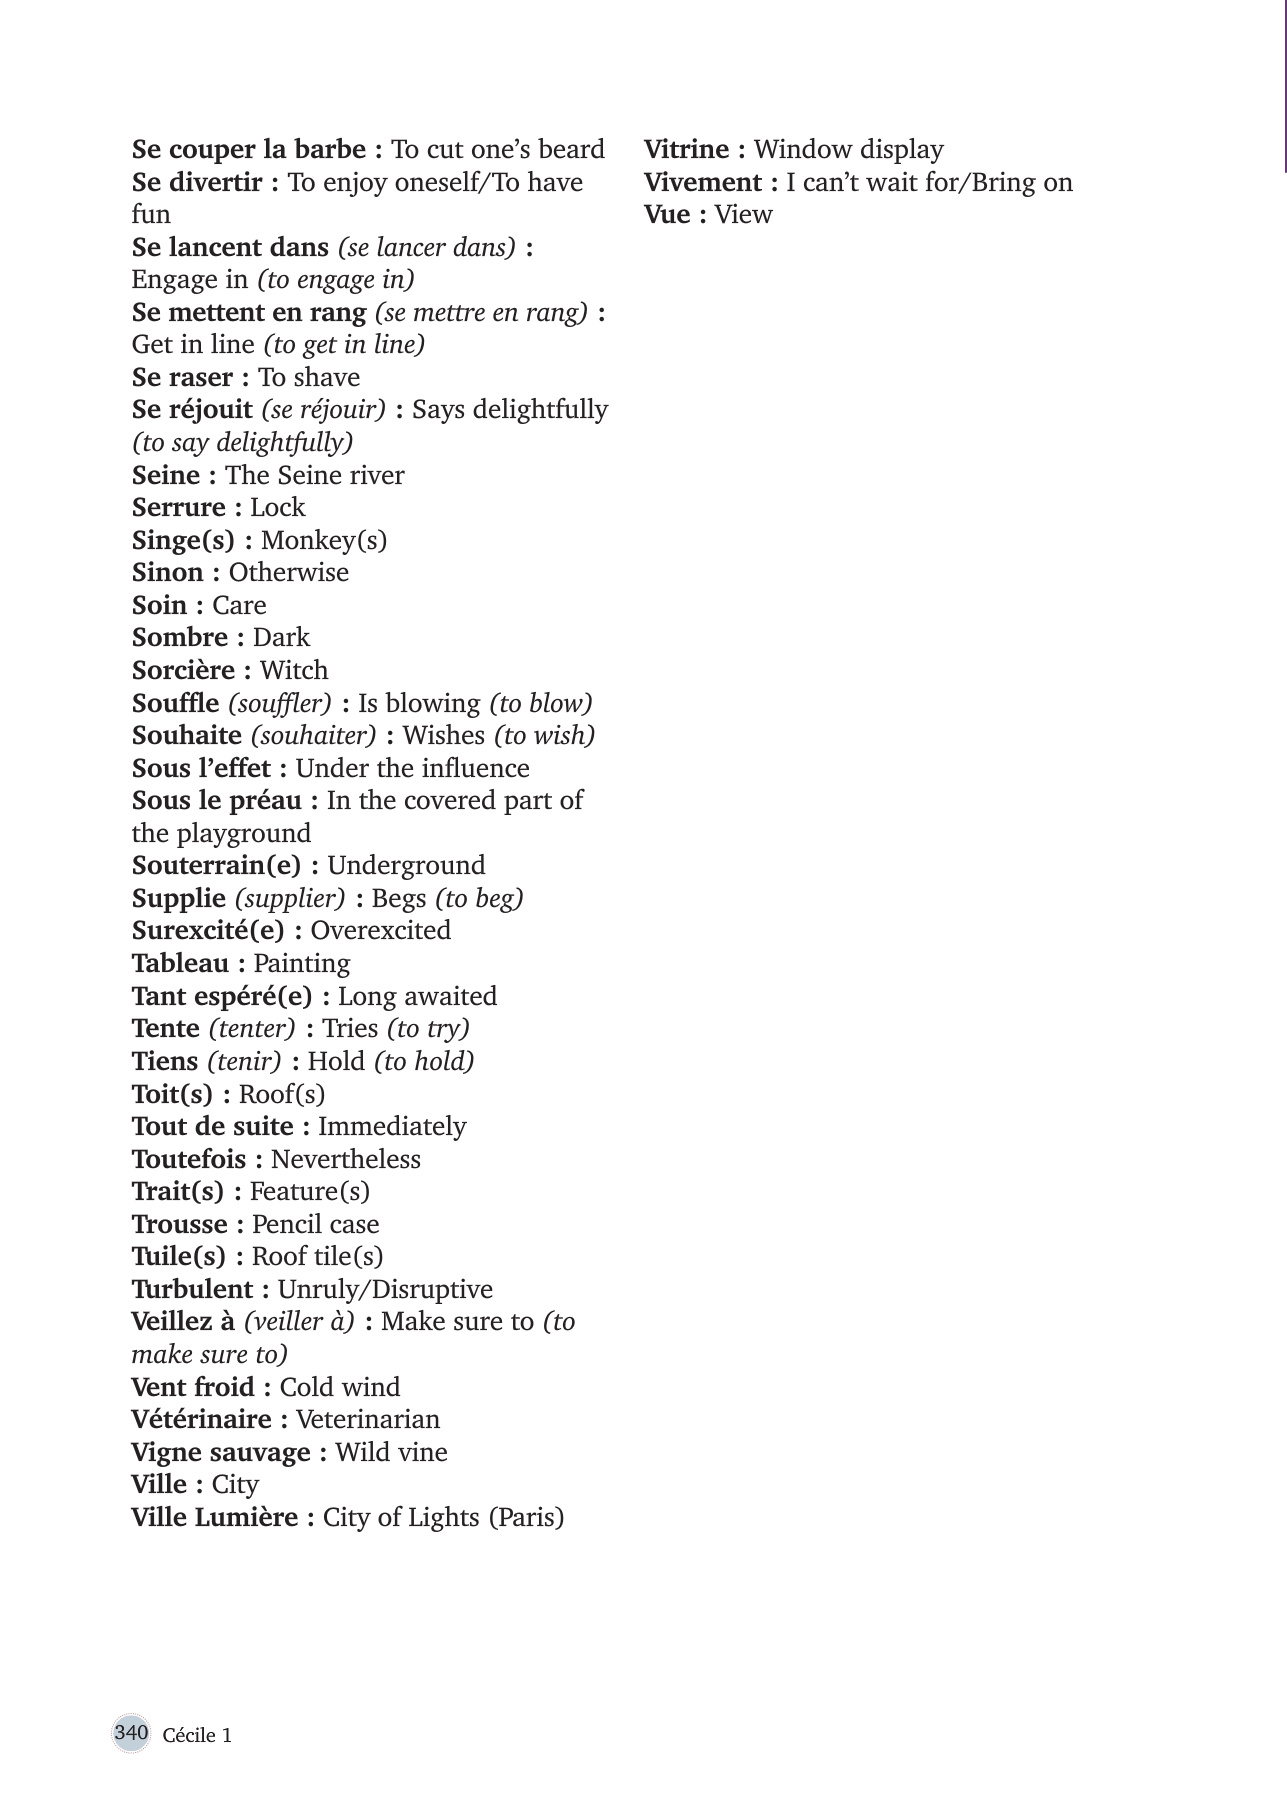 Se couper la barbe : To cut one’s beard
Se divertir : To enjoy oneself/To have
fun
Se lancent dans (se lancer dans) :
Engage in (to engage in)
Se mettent en rang (se mettre en rang) :
Get in line (to get in line)
Se raser : To shave
Se réjouit (se réjouir) : Says delightfully
(to say delightfully)
Seine : The Seine river
Serrure : Lock
Singe(s) : Monkey(s)
Sinon : Otherwise
Soin : Care
Sombre : Dark
Sorcière : Witch
Souffle (souffler) : Is blowing (to blow)
Souhaite (souhaiter) : Wishes (to wish)
Sous l’effet : Under the influence
Sous le préau : In the covered part of
the playground
Souterrain(e) : Underground
Supplie (supplier) : Begs (to beg)
Surexcité(e) : Overexcited
Tableau : Painting
Tant espéré(e) : Long awaited
Tente (tenter) : Tries (to try)
Tiens (tenir) : Hold (to hold)
Toit(s) : Roof(s)
Tout de suite : Immediately
Toutefois : Nevertheless
Trait(s) : Feature(s)
Trousse : Pencil case
Tuile(s) : Roof tile(s)
Turbulent : Unruly/Disruptive
Veillez à (veiller à) : Make sure to (to
make sure to)
Vent froid : Cold wind
Vétérinaire : Veterinarian
Vigne sauvage : Wild vine
Ville : City
Ville Lumière : City of Lights (Paris)
Vitrine : Window display
Vivement : I can’t wait for/Bring on
Vue : View
340 Cécile 1